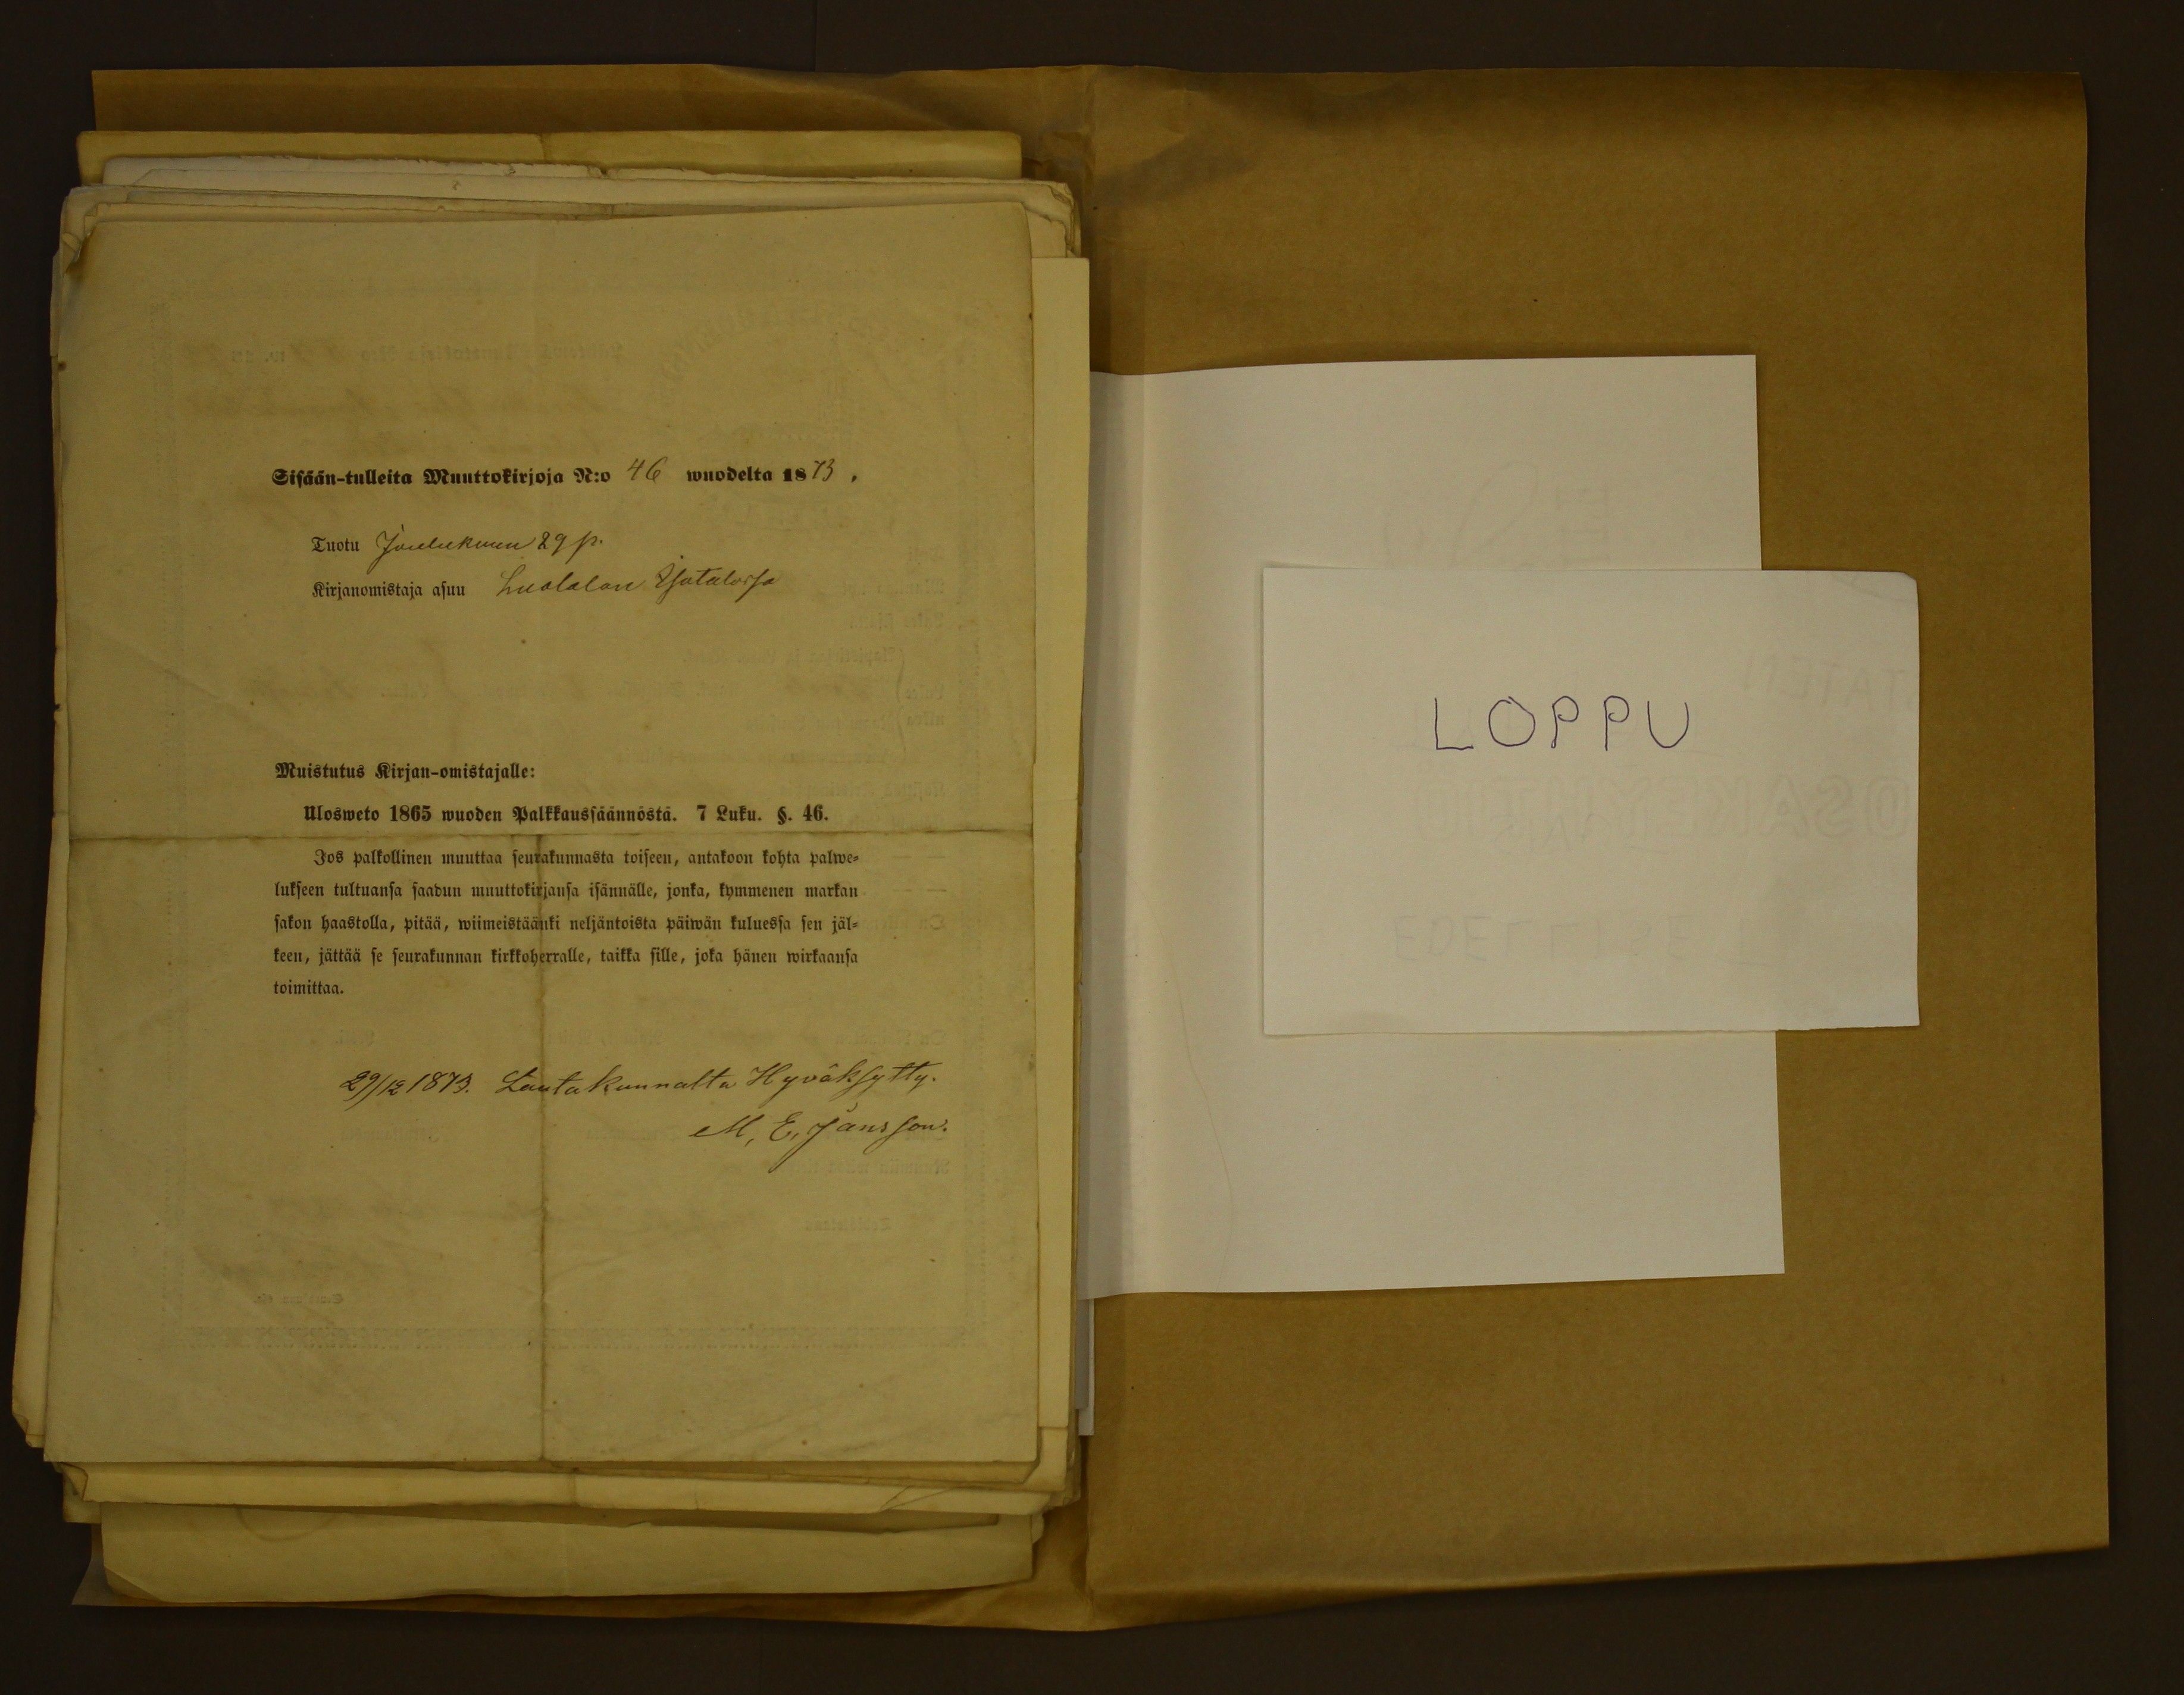 Sisään-tulleita Muuttokirjoja N:o 46 wuodelta 1873.
Tuotu Joulukuun 29 p.
Kirjanomistaja asuu Luolalan Isotalossa
Muistutus Kirjan-omistajalle:
Ulosweto 1865 wuoden Palkkaussäännöstä. 7 Luku. §. 46.
Jos palkollinen muuttaa seurakunnasta toiseen, antakoon kohta palwe-
lukseen tultuansa saadun muuttokirjansa isännälle, jonka, kymmenen markan
sakon haastolla, pitää, wiimeistäänki neljäntoista päiwän kuluessa sen jäl-
keen, jättää se seurakunnan kirkkoherralle, taikka sille, joka hänen wirkaansa
toimittaa.
29/12 1873. Lautakunnalta Hyväksytty.
M, E, Jansson.
LOPPU